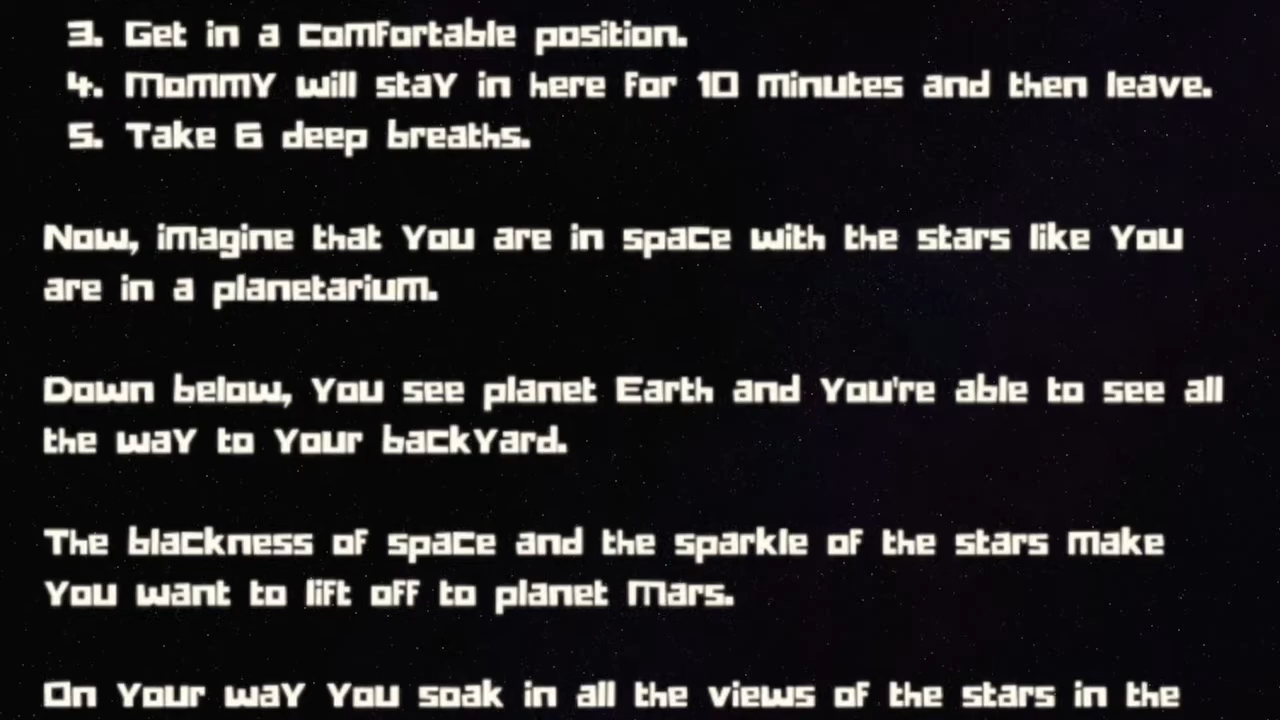 3. Get in a comfortable position.
4. Mommy will stay in here for 10 minutes and then leave.
5. Take 6 deep breaths.
Now, imagine that you are in space with the stars like you
are in a planetarium.
Down below, you see planet Earth and you're able to see all
the way to your backyard.
The blackness of space and the sparkle of the stars make
you want to lift off to planet Mars.
On your way you soak in all the views of the stars in the